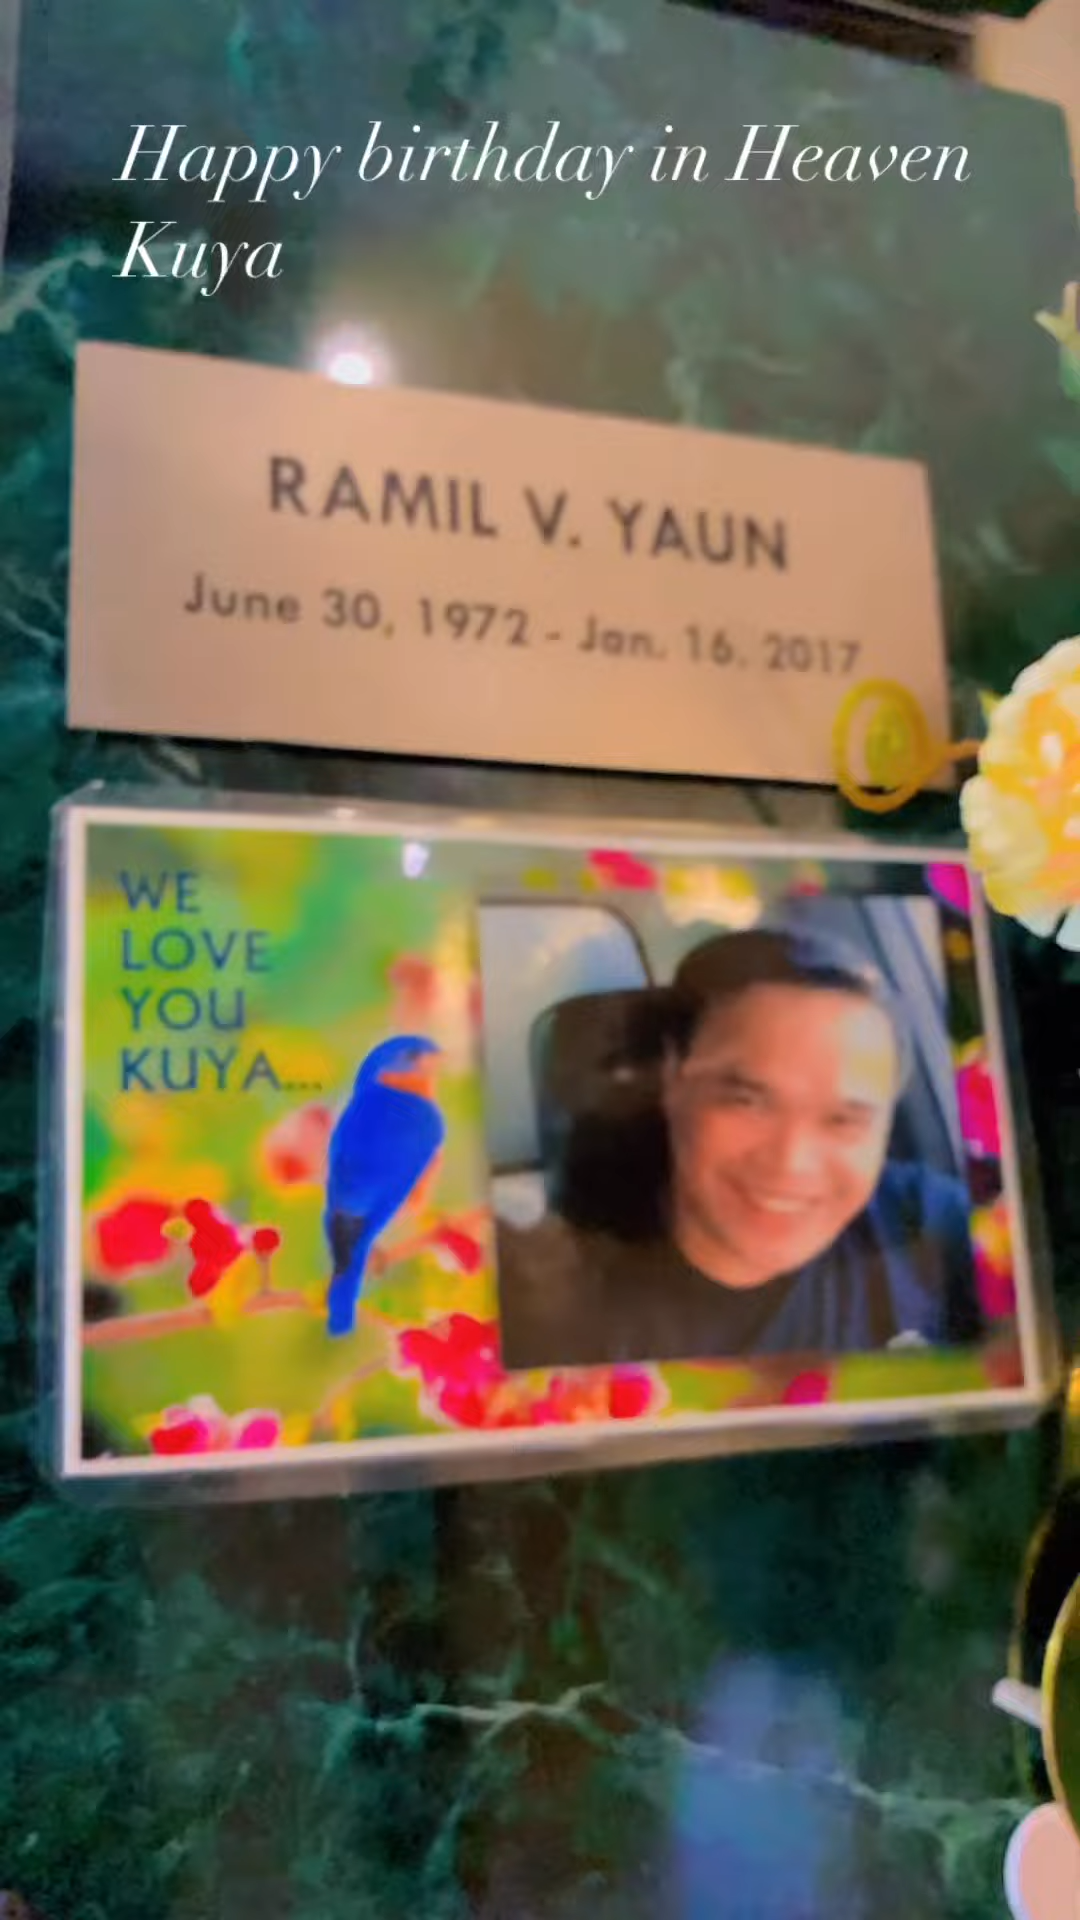 Happy birthday in Heaven
Kuya
RAMIL V. YAUN
June 30, 1972 - Jan. 16, 2017
WE
LOVE
YOU
KUYA...